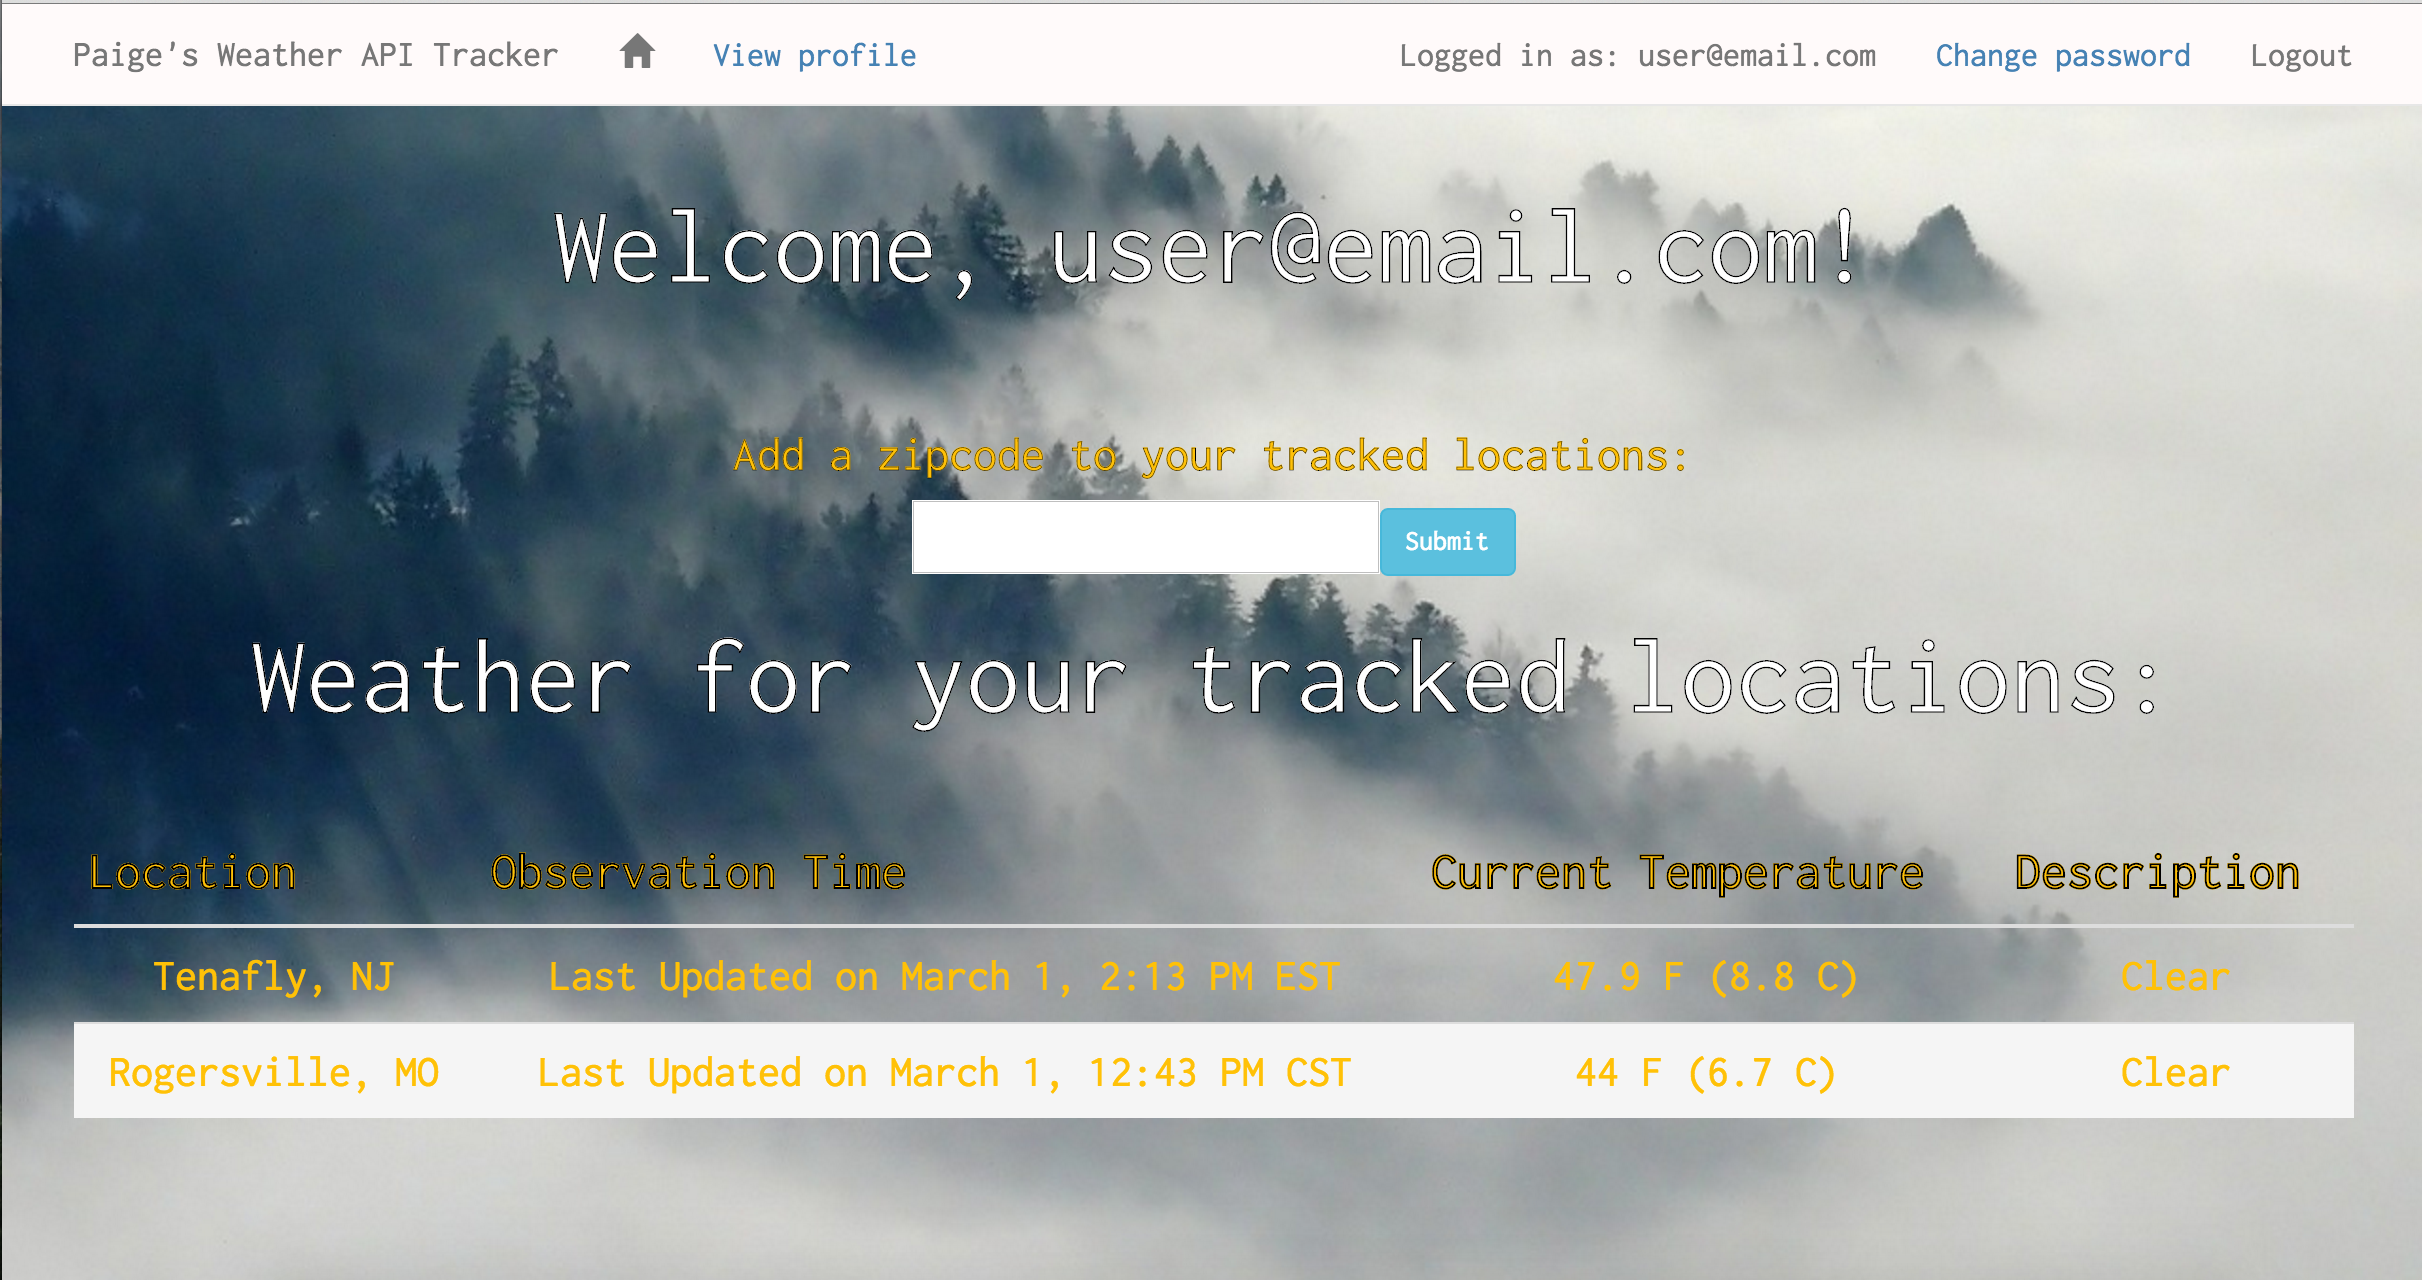 Paige's Weather API Tracker View profile Logged in as: user@email.com Change password Logout
Welcome, user@email.com!
Add a zipcode to your tracked locations:
Submit
Weather for your tracked locations:
Location Observation Time Current Temperature Description
Tenafly, NJ Last Updated on March 1, 2:13 PM EST 47.9 F (8.8 C) Clear
Rogersville, MO Last Updated on March 1, 12:43 PM CST 44 F (6.7 C) Clear